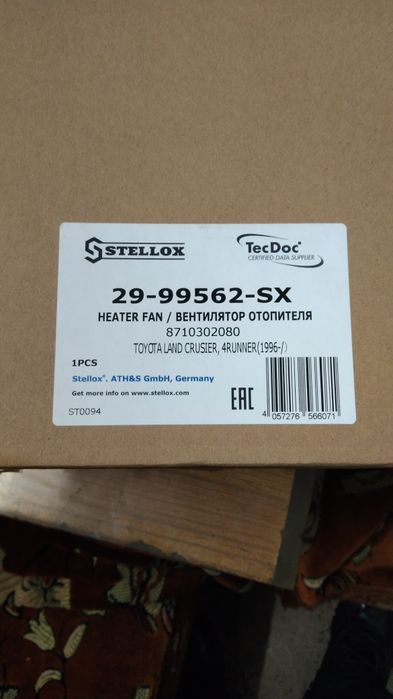 STELLOX
TecDoc®
CERTIFIED DATA SUPPLIER
29-99562-SX
HEATER FAN / ВЕНТИЛЯТОР ОТОПИТЕЛЯ
8710302080
TOYOTA LAND CRUSIER, 4RUNNER(1996-/)
1PCS
Stellox®. ATH&S GmbH, Germany
Get more info on www.stellox.com
ST0094
EAC
4 057276 566071